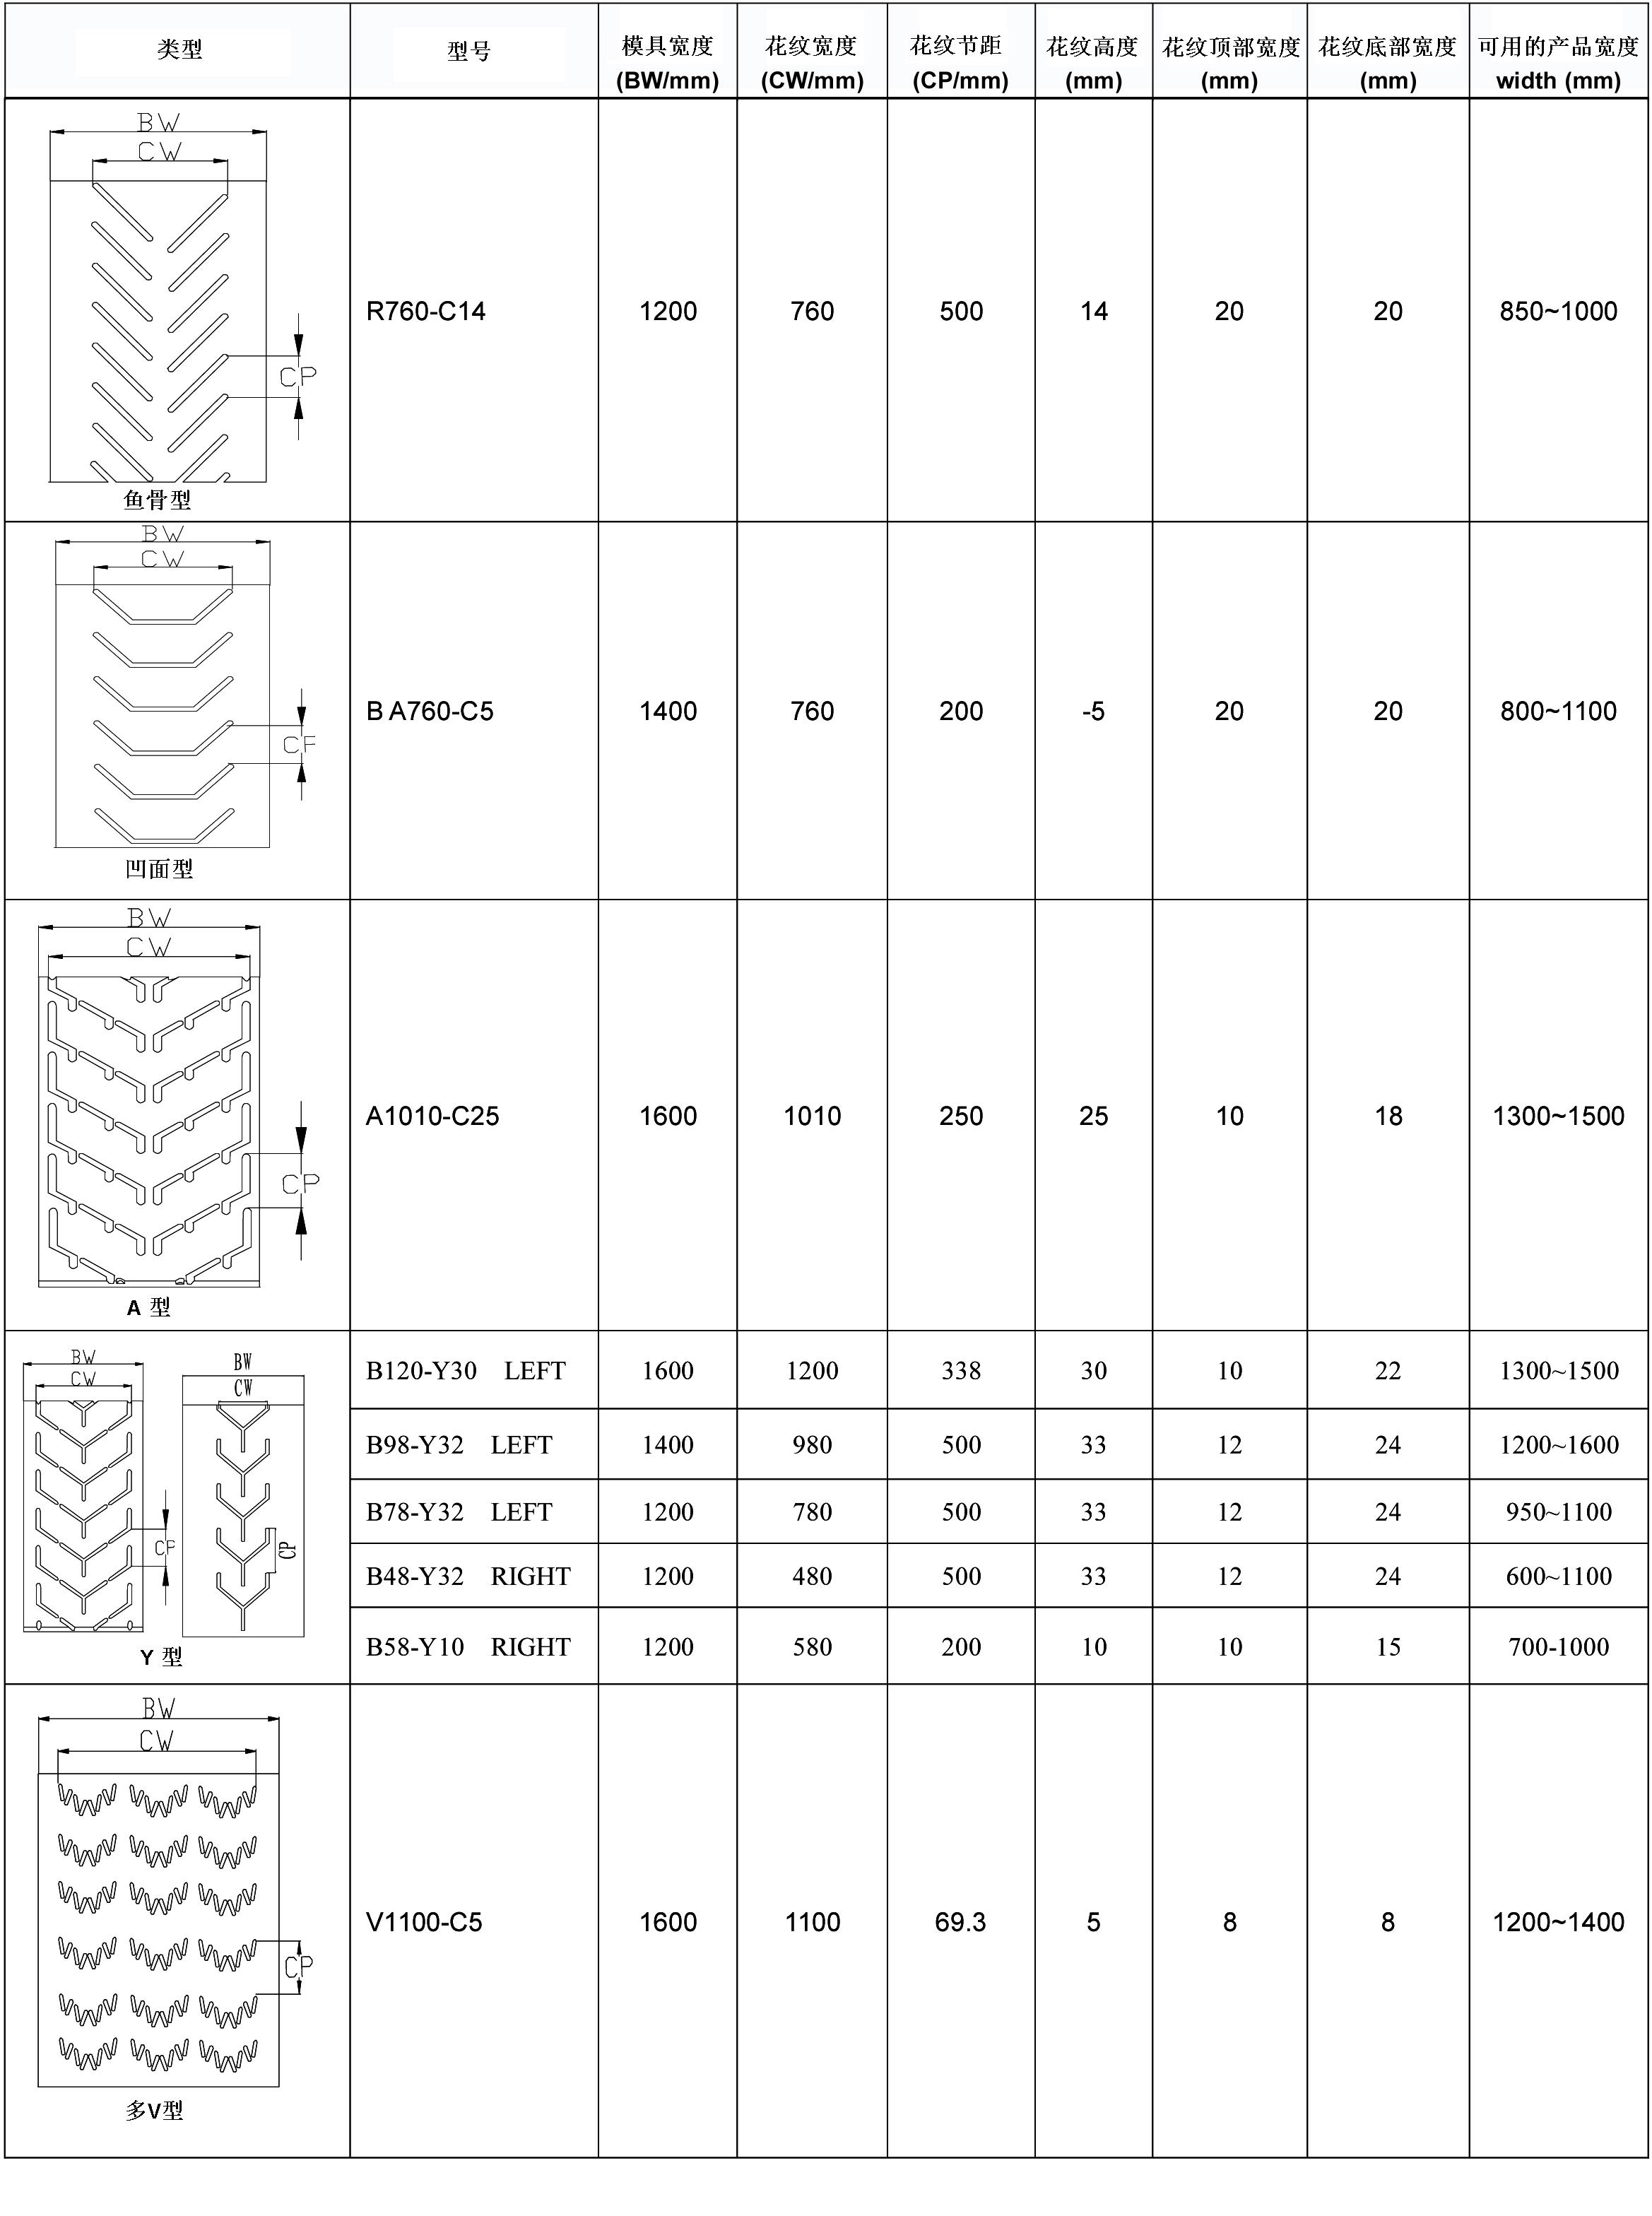 类型 型号 模具宽度 花纹宽度 花纹节距 花纹高度 花纹顶部宽度 花纹底部宽度 可用的产品宽度
(BW/mm) (CW/mm) (CP/mm) (mm) (mm) (mm) width (mm)
BW
CW
R760-C14 1200 760 500 14 20 20 850~1000
CP
鱼骨型
BW
CW
B A760-C5 1400 760 200 -5 20 20 800~1100
CF
凹面型
BW
CW
A1010-C25 1600 1010 250 25 10 18 1300~1500
CP
A 型
BW BW
CW CW
B120-Y30 LEFT 1600 1200 338 30 10 22 1300~1500
B98-Y32 LEFT 1400 980 500 33 12 24 1200~1600
B78-Y32 LEFT 1200 780 500 33 12 24 950~1100
CP CP
B48-Y32 RIGHT 1200 480 500 33 12 24 600~1100
B58-Y10 RIGHT 1200 580 200 10 10 15 700-1000
Y 型
BW
CW
V1100-C5 1600 1100 69.3 5 8 8 1200~1400
CP
多V型